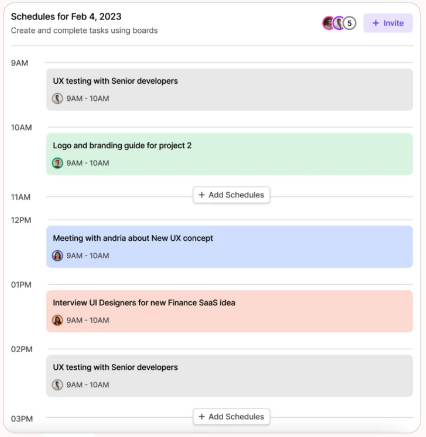 Schedules for Feb 4, 2023
Create and complete tasks using boards
5
+ Invite
9AM
UX testing with Senior developers
9AM - 10AM
10AM
Logo and branding guide for project 2
9AM - 10AM
11AM
+ Add Schedules
12PM
Meeting with andria about New UX concept
9AM - 10AM
01PM
Interview UI Designers for new Finance SaaS idea
9AM - 10AM
02PM
UX testing with Senior developers
9AM - 10AM
03PM
+ Add Schedules